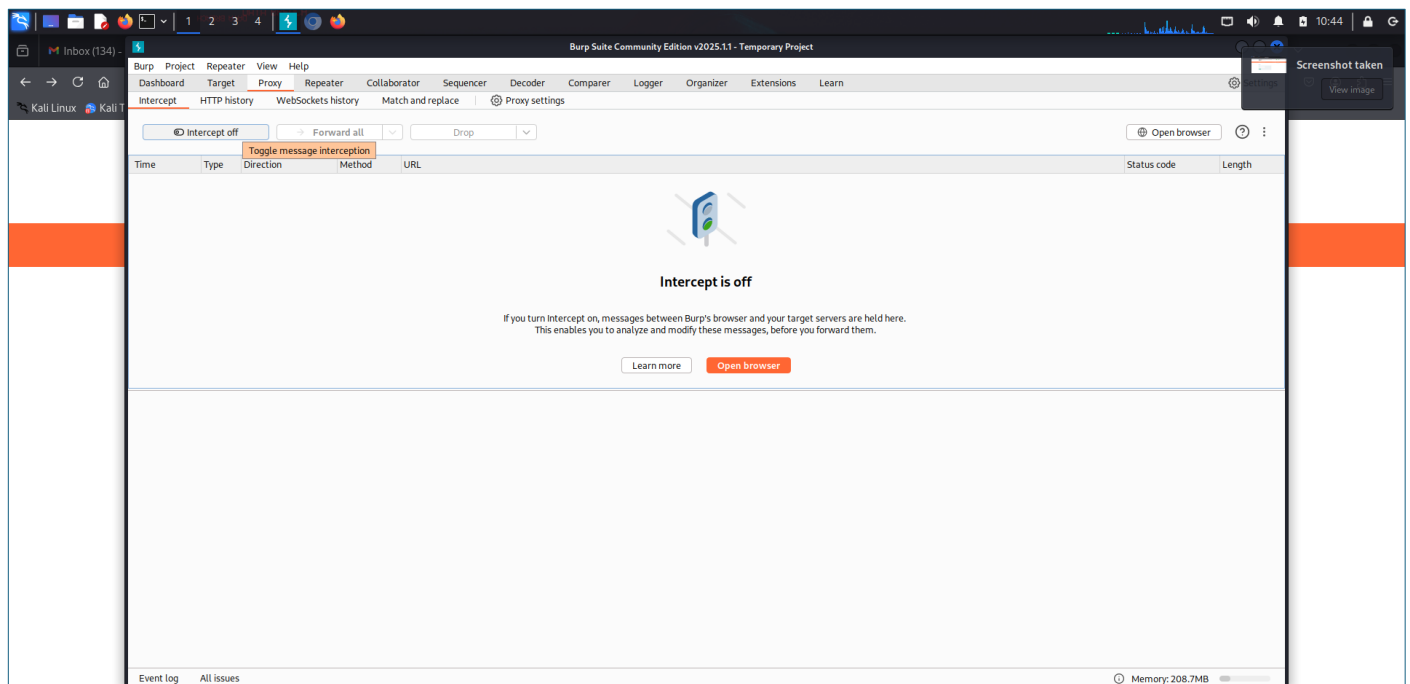 1 2 3 4 10:44
Inbox (134) -
Burp Suite Community Edition v2025.1.1 - Temporary Project
Burp Project Repeater View Help
Screenshot taken
View image
Dashboard Target Proxy Repeater Collaborator Sequencer Decoder Comparer Logger Organizer Extensions Learn Settings
Intercept HTTP history WebSockets history Match and replace Proxy settings
Kali Linux Kali T
Intercept off Forward all Drop Open browser
Toggle message interception
Time Type Direction Method URL Status code Length
Intercept is off
If you turn Intercept on, messages between Burp's browser and your target servers are held here.
This enables you to analyze and modify these messages, before you forward them.
Learn more Open browser
Event log All issues Memory: 208.7MB